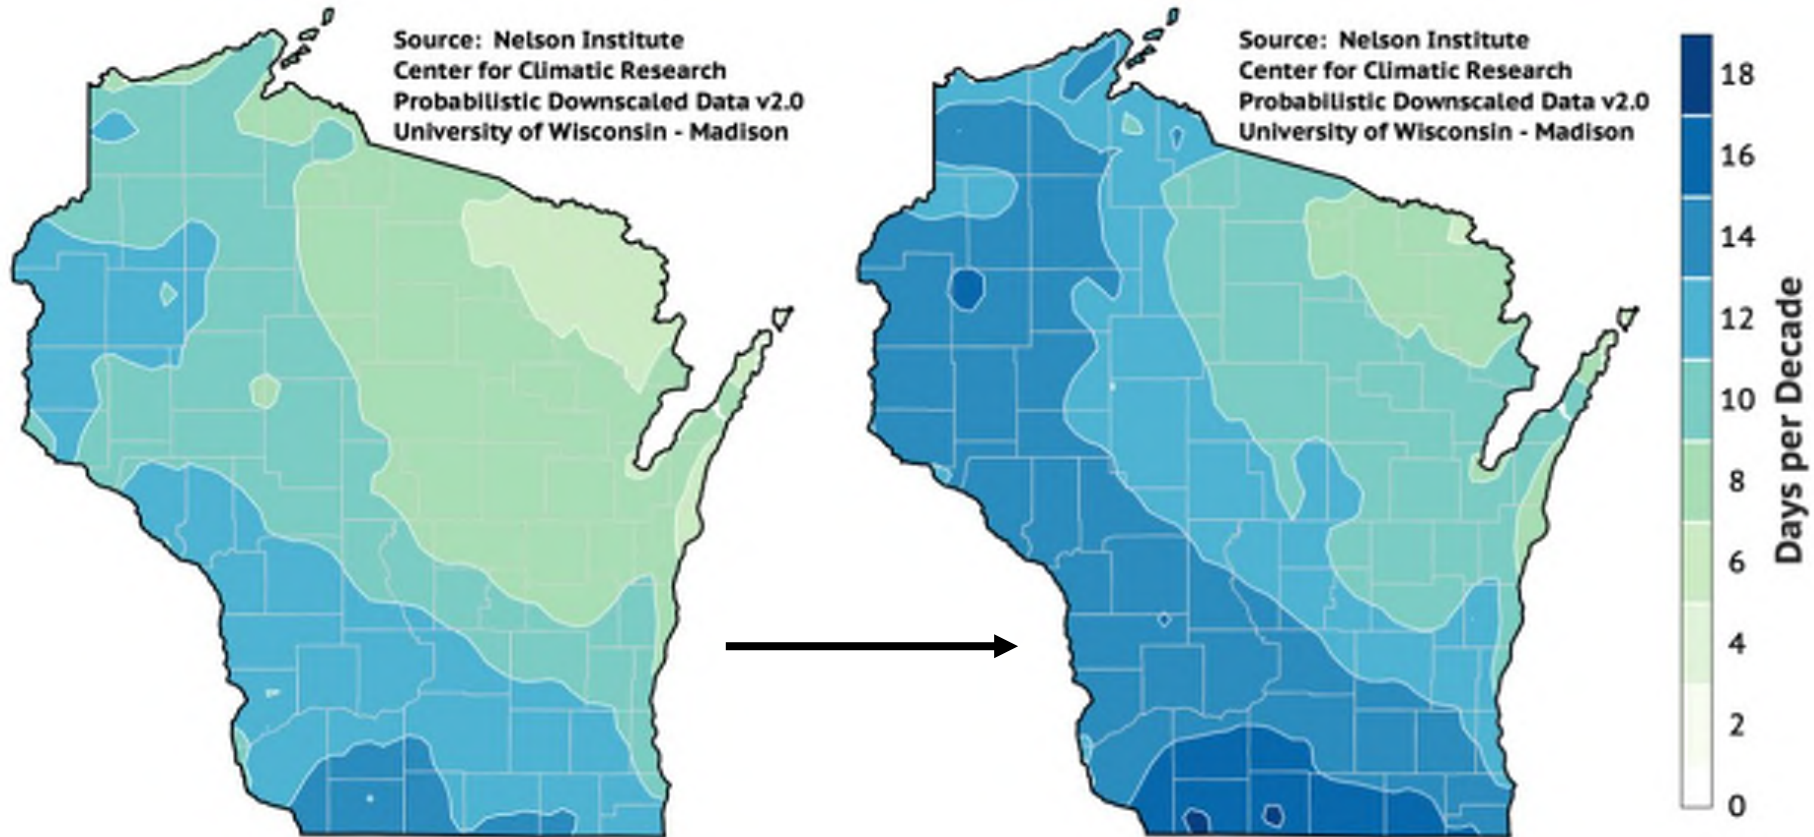 Source: Nelson Institute
Center for Climatic Research
Probabilistic Downscaled Data v2.0
University of Wisconsin - Madison
Source: Nelson Institute
Center for Climatic Research
Probabilistic Downscaled Data v2.0
University of Wisconsin - Madison
18
16
14
12
10
8
6
4
2
0
Days per Decade